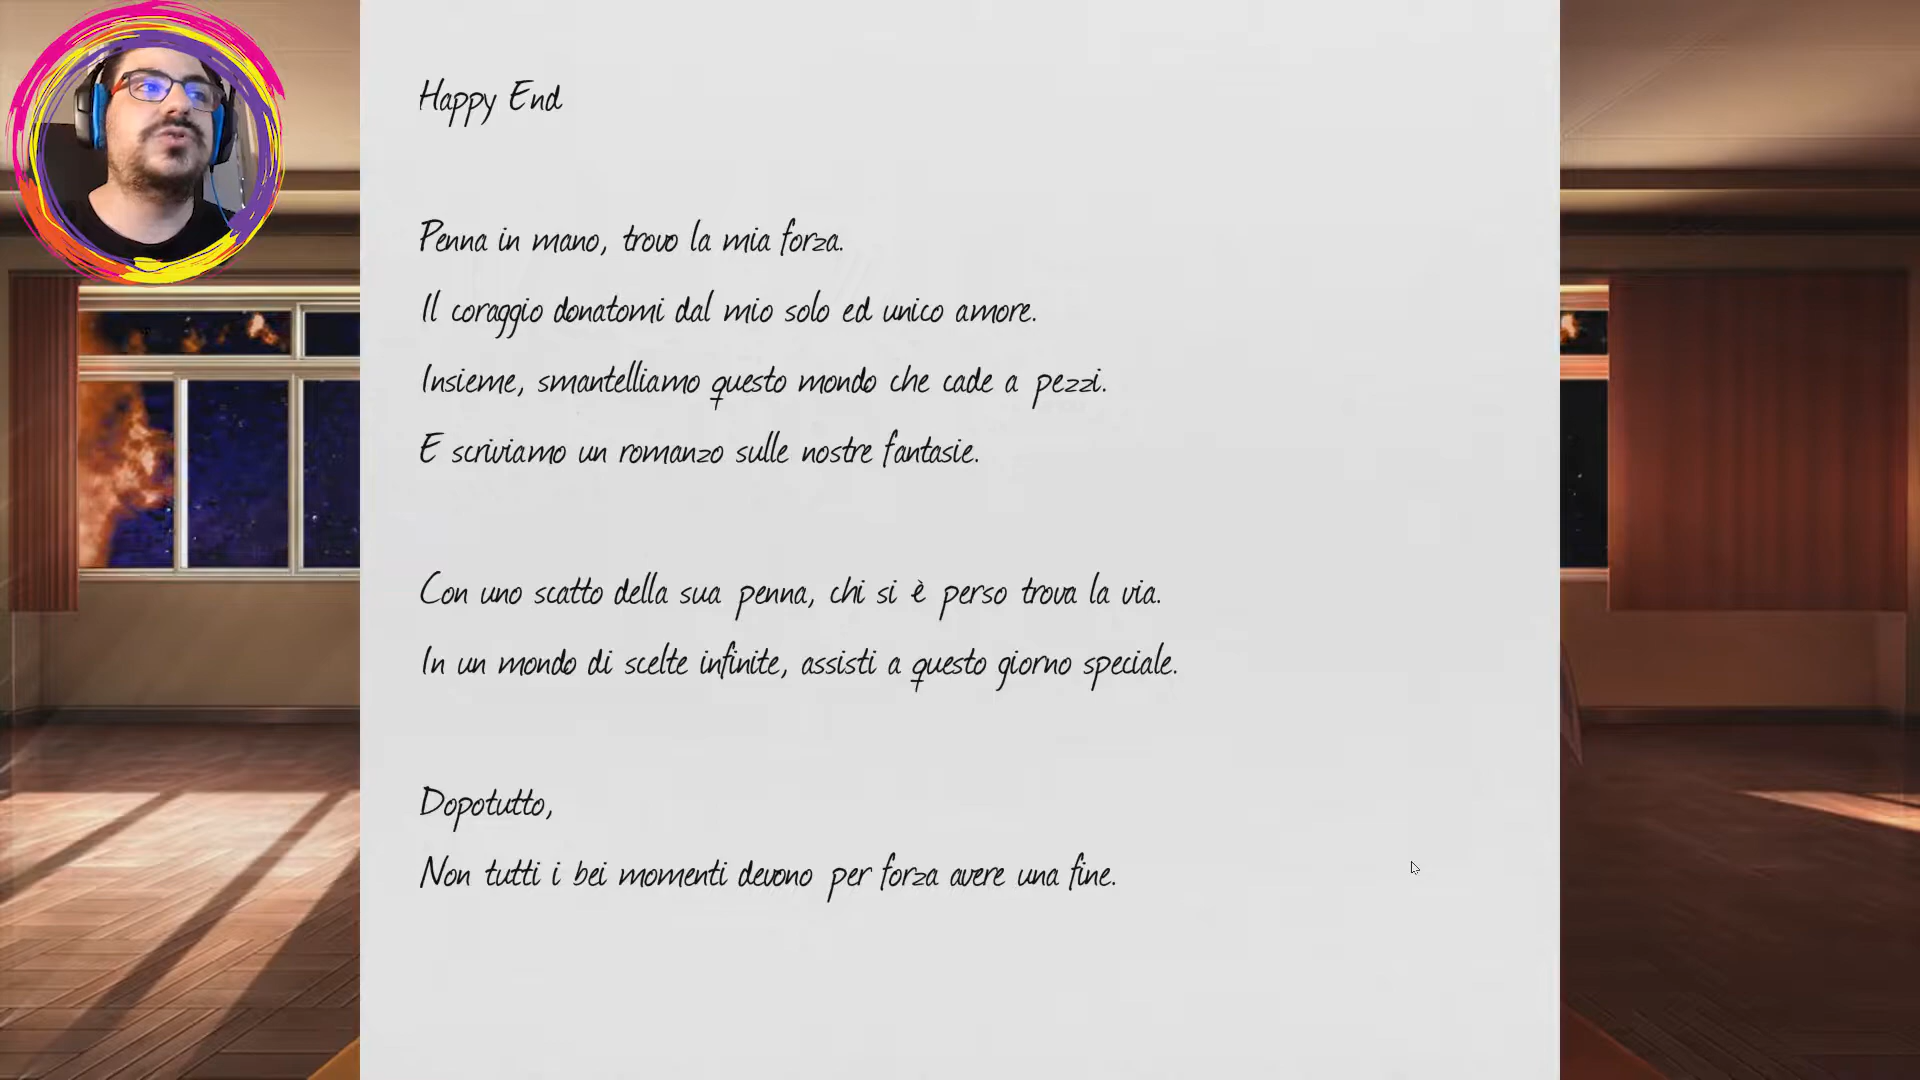 Happy End
Penna in mano, trovo la mia forza.
Il coraggio donatomi dal mio solo ed unico amore.
Insieme, smantelliamo questo mondo che cade a pezzi.
E scriviamo un romanzo sulle nostre fantasie.
Con uno scatto della sua penna, chi si è perso trova la via.
In un mondo di scelte infinite, assisti a questo giorno speciale.
Dopotutto,
Non tutti i bei momenti devono per forza avere una fine.